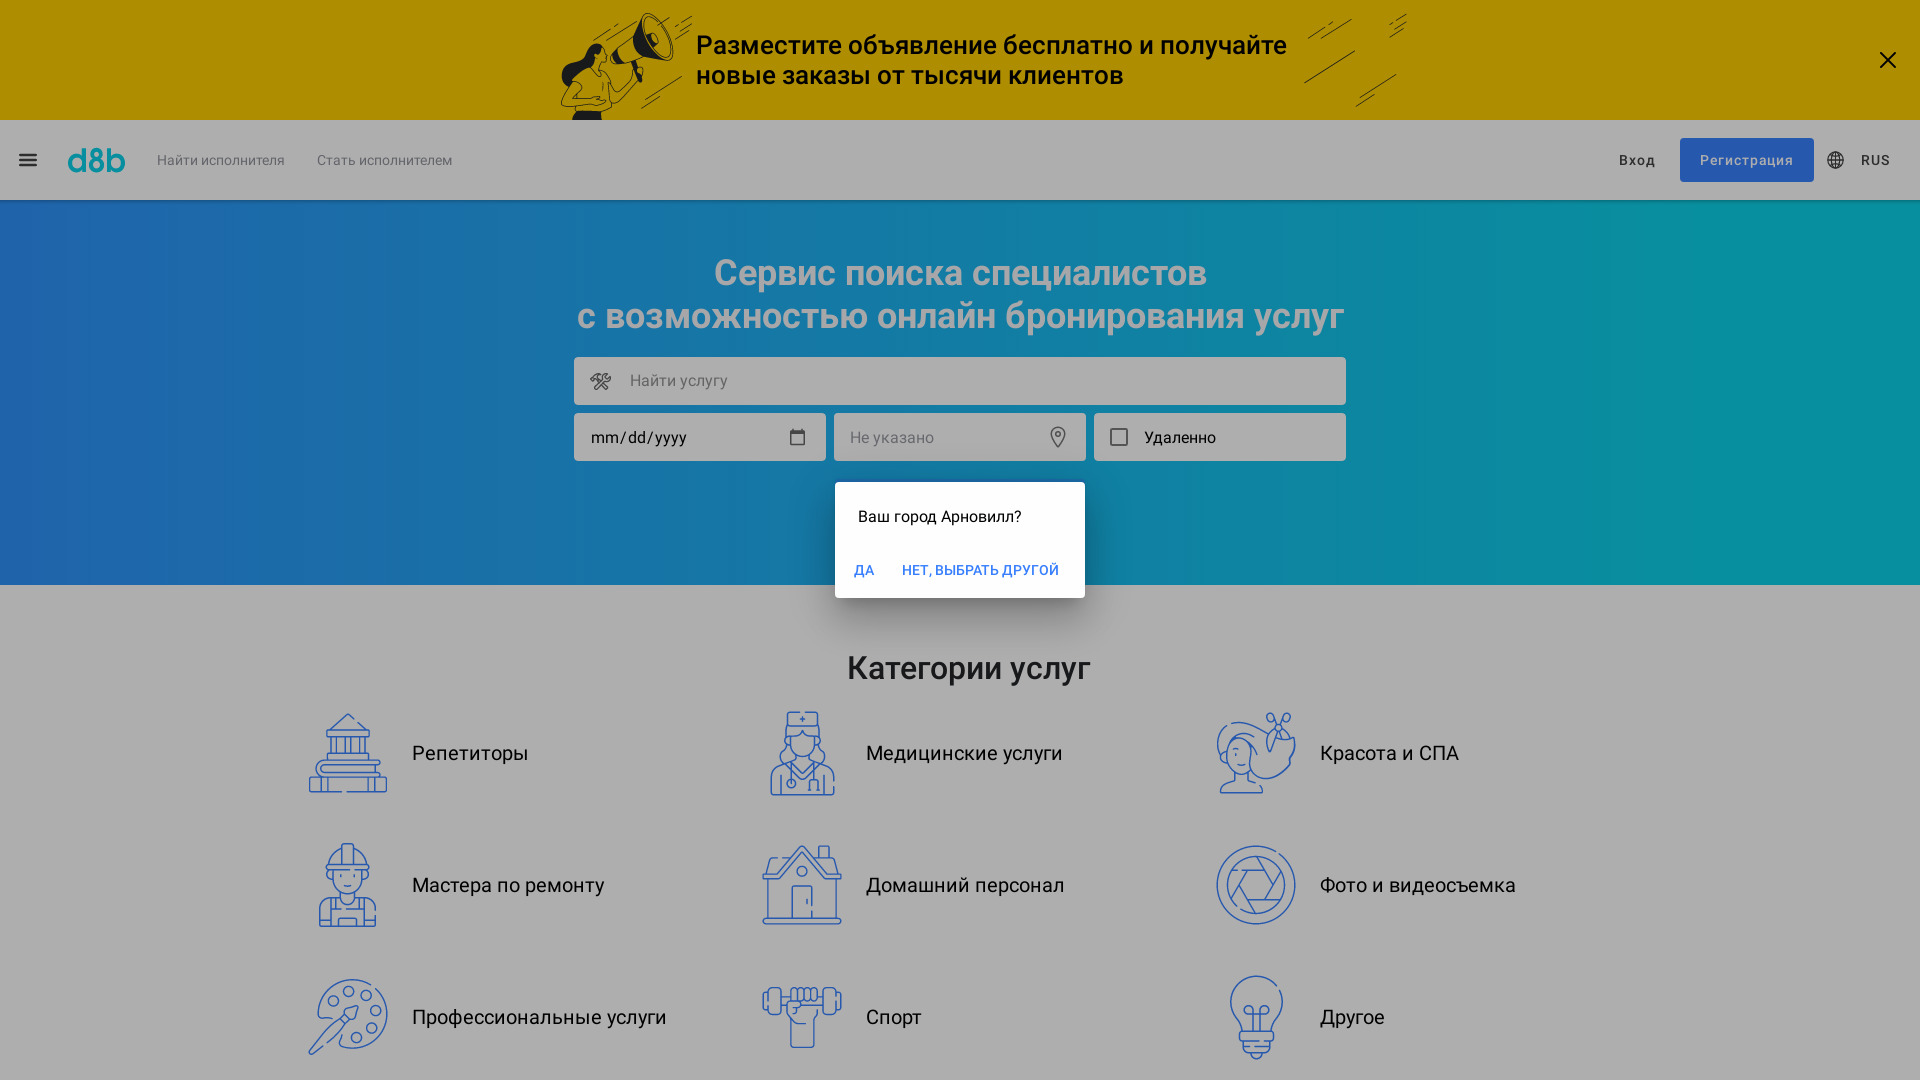 Разместите объявление бесплатно и получайте
новые заказы от тысячи клиентов
d8b
Найти исполнителя
Стать исполнителем
Вход
Регистрация
RUS
Сервис поиска специалистов
с возможностью онлайн бронирования услуг
Найти услугу
mm/dd/yyyy
Не указано
Удаленно
Ваш город Арновилл?
ДА
НЕТ, ВЫБРАТЬ ДРУГОЙ
Категории услуг
Репетиторы
Медицинские услуги
Красота и СПА
Мастера по ремонту
Домашний персонал
Фото и видеосъемка
Профессиональные услуги
Спорт
Другое